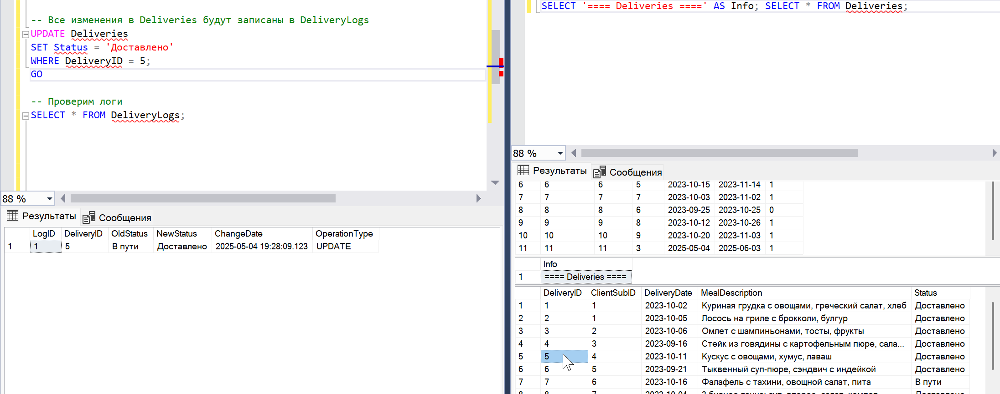 -- Все изменения в Deliveries будут записаны в DeliveryLogs
UPDATE Deliveries
SET Status = 'Доставлено'
WHERE DeliveryID = 5;
GO
-- Проверим логи
SELECT * FROM DeliveryLogs;
88 %
Результаты Сообщения
LogID DeliveryID OldStatus NewStatus ChangeDate OperationType
1 1 5 В пути Доставлено 2025-05-04 19:28:09.123 UPDATE
SELECT '==== Deliveries ====' AS Info; SELECT * FROM Deliveries;
88 %
Результаты Сообщения
6 6 6 5 2023-10-15 2023-11-14 1
7 7 7 7 2023-10-03 2023-11-02 1
8 8 8 6 2023-09-25 2023-10-25 0
9 9 9 8 2023-10-12 2023-10-26 1
10 10 10 9 2023-10-20 2023-11-03 1
11 11 11 3 2025-05-04 2025-06-03 1
Info
1 ==== Deliveries ====
DeliveryID ClientSubID DeliveryDate MealDescription Status
1 1 1 2023-10-02 Куриная грудка с овощами, греческий салат, хлеб Доставлено
2 2 1 2023-10-05 Лосось на гриле с брокколи, булгур Доставлено
3 3 2 2023-10-06 Омлет с шампиньонами, тосты, фрукты Доставлено
4 4 3 2023-09-16 Стейк из говядины с картофельным пюре, сала... Доставлено
5 5 4 2023-10-11 Кускус с овощами, хумус, лаваш Доставлено
6 6 5 2023-09-21 Тыквенный суп-пюре, сэндвич с индейкой Доставлено
7 7 6 2023-10-16 Фалафель с тахини, овощной салат, пита В пути